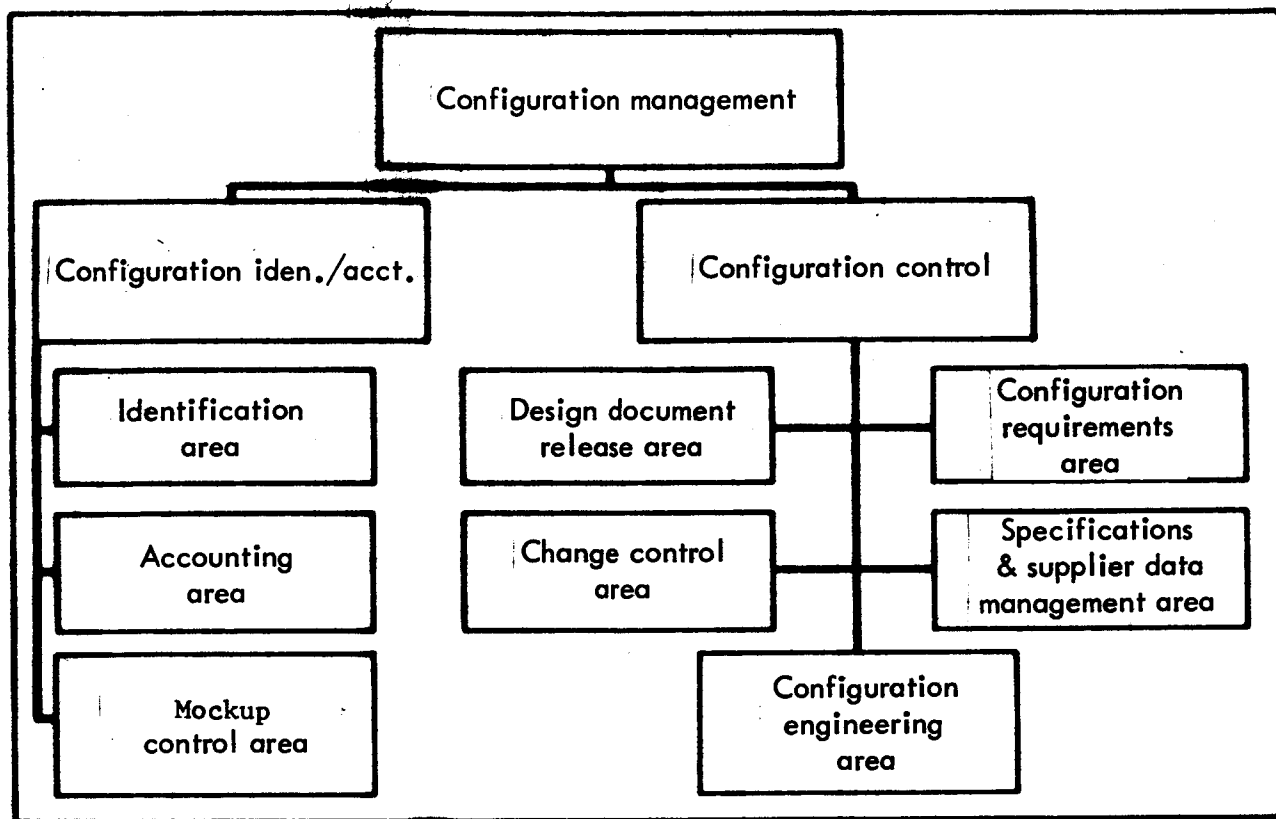 Configuration management
Configuration iden./acct.
Configuration control
Identification
area
Accounting
area
Mockup
control area
Design document
release area
Configuration
requirements
area
Change control
area
Specifications
& supplier data
management area
Configuration
engineering
area